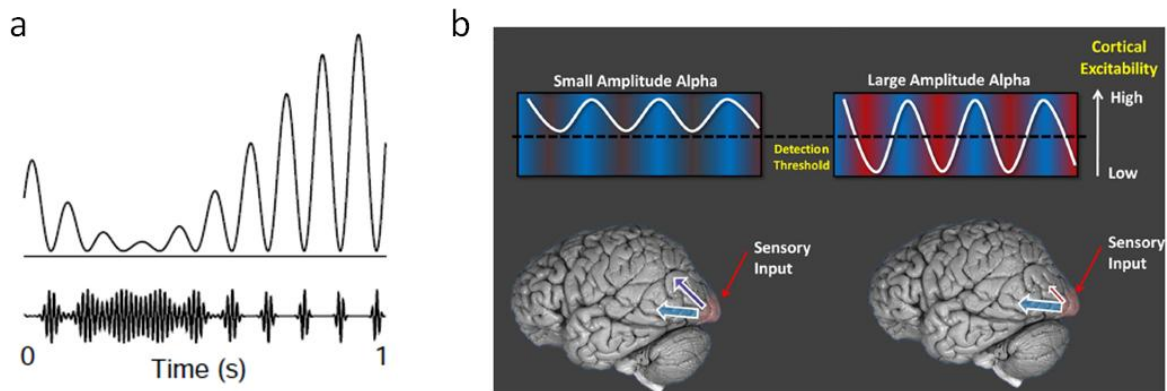 a
0
1
Time (s)
b
Small Amplitude Alpha
Large Amplitude Alpha
Cortical
Excitability
High
Low
Detection
Threshold
Sensory
Input
Sensory
Input